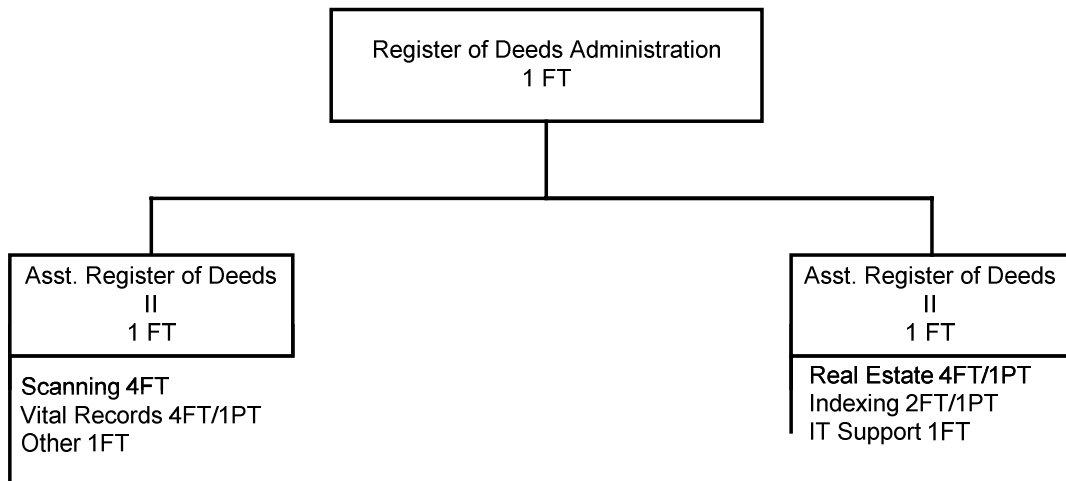 Register of Deeds Administration
1 FT
Asst. Register of Deeds
II
1 FT
Scanning 4FT
Vital Records 4FT/1PT
Other 1FT
Asst. Register of Deeds
II
1 FT
Real Estate 4FT/1PT
Indexing 2FT/1PT
IT Support 1FT